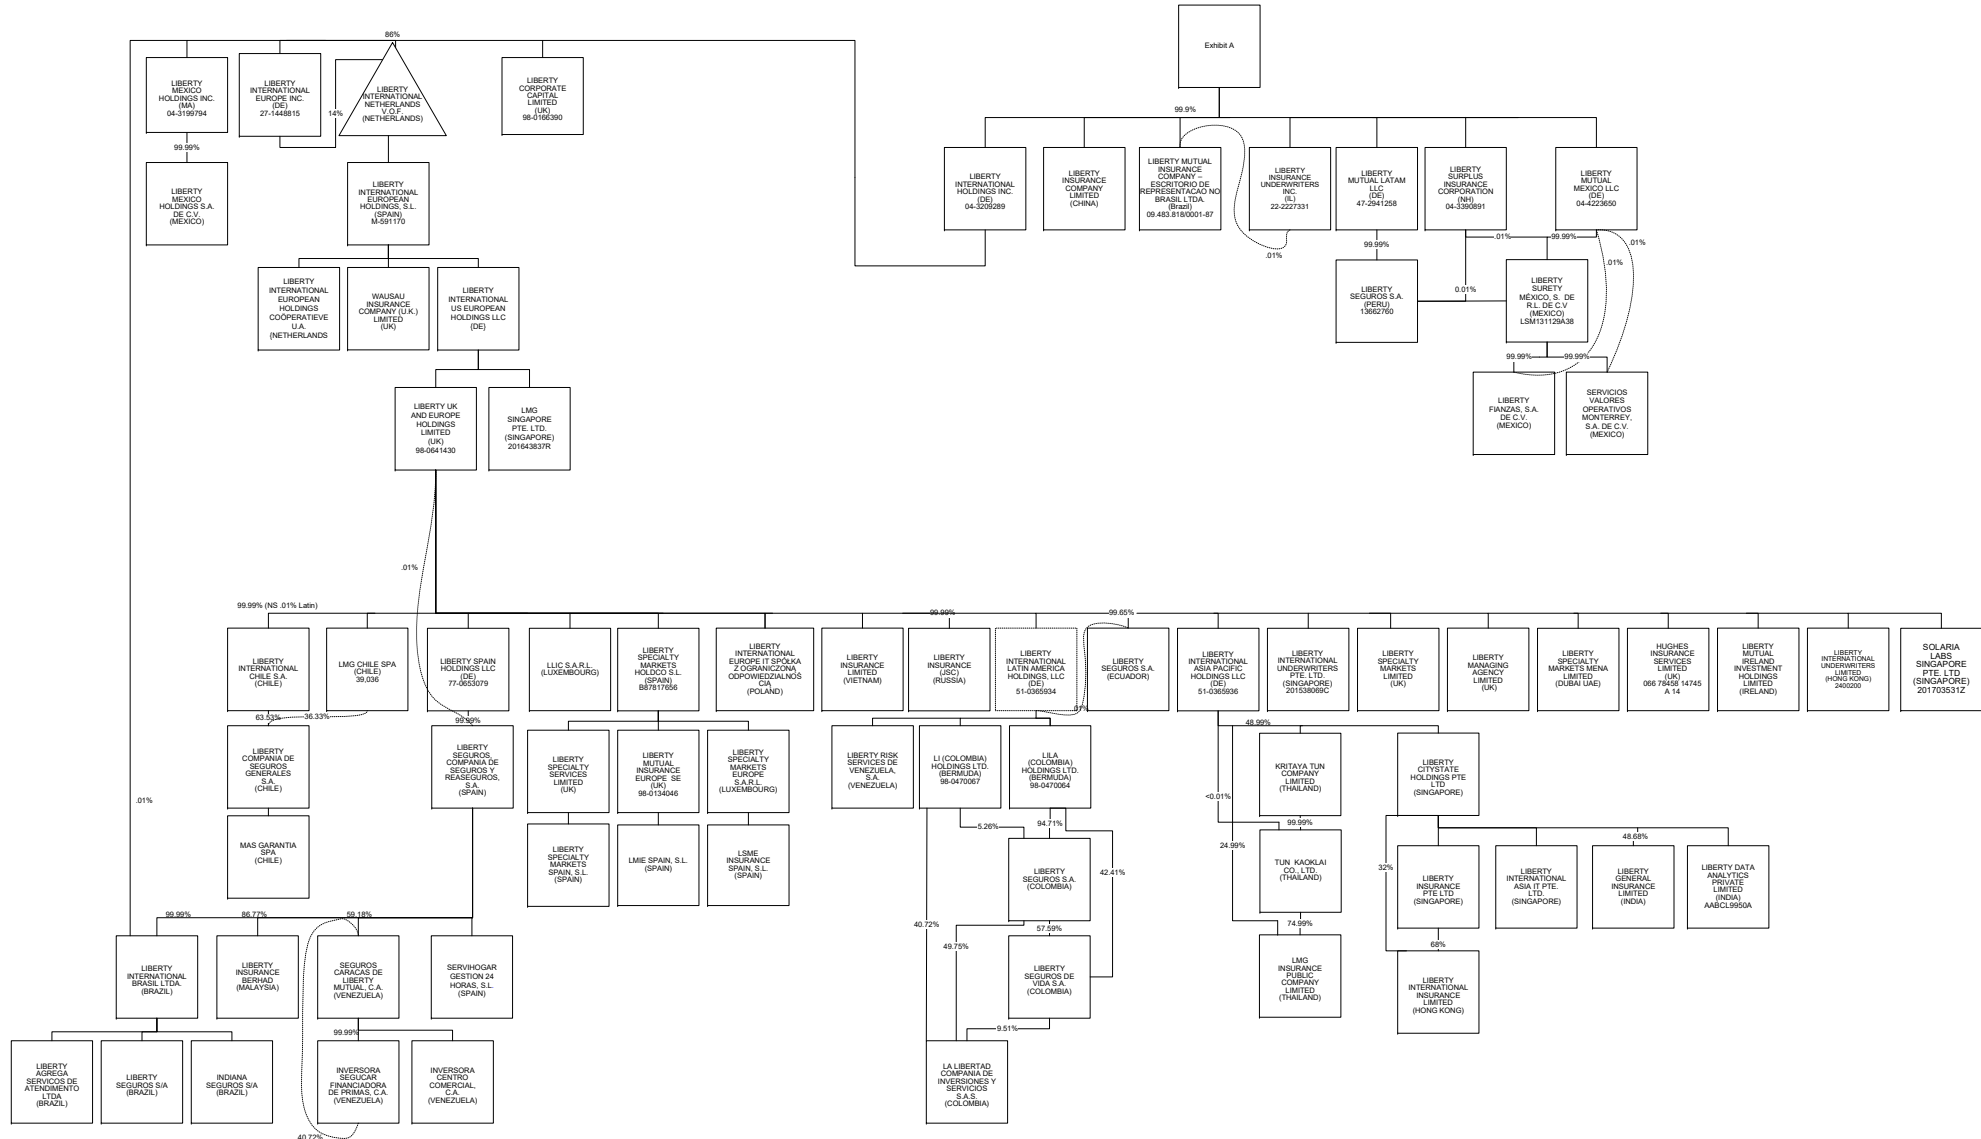 Exhibit A
86%
LIBERTY
MEXICO
HOLDINGS INC.
(MA)
04-3199794
LIBERTY
INTERNATIONAL
EUROPE INC.
(DE)
27-1448815
14%
LIBERTY
INTERNATIONAL
NETHERLANDS
V.O.F.
(NETHERLANDS)
LIBERTY
CORPORATE
CAPITAL
LIMITED
(UK)
98-0166390
99.9%
99.99%
LIBERTY
MEXICO
HOLDINGS S.A.
DE C.V.
(MEXICO)
LIBERTY
INTERNATIONAL
EUROPEAN
HOLDINGS, S.L.
(SPAIN)
M-591170
LIBERTY
INTERNATIONAL
HOLDINGS INC.
(DE)
04-3209289
LIBERTY
INSURANCE
COMPANY
LIMITED
(CHINA)
LIBERTY MUTUAL
INSURANCE
COMPANY –
ESCRITORIO DE
REPRESENTACAO NO
BRASIL LTDA.
(Brazil)
09.483.818/0001-87
LIBERTY
INSURANCE
UNDERWRITERS
INC.
(IL)
22-2227331
LIBERTY
MUTUAL LATAM
LLC
(DE)
47-2941258
LIBERTY
SURPLUS
INSURANCE
CORPORATION
(NH)
04-3390891
LIBERTY
MUTUAL
MEXICO LLC
(DE)
04-4223650
.01%
99.99%
.01%
99.99%
.01%
.01%
LIBERTY
INTERNATIONAL
EUROPEAN
HOLDINGS
COÖPERATIEVE
U.A.
(NETHERLANDS
WAUSAU
INSURANCE
COMPANY (U.K.)
LIMITED
(UK)
LIBERTY
INTERNATIONAL
US EUROPEAN
HOLDINGS LLC
(DE)
LIBERTY
SEGUROS S.A.
(PERU)
13662760
0.01%
LIBERTY
SURETY
MÉXICO, S. DE
R.L. DE C.V
(MEXICO)
LSM131129A38
99.99%
99.99%
LIBERTY UK
AND EUROPE
HOLDINGS
LIMITED
(UK)
98-0641430
LMG
SINGAPORE
PTE. LTD.
(SINGAPORE)
201643837R
LIBERTY
FIANZAS, S.A.
DE C.V.
(MEXICO)
SERVICIOS
VALORES
OPERATIVOS
MONTERREY,
S.A. DE C.V.
(MEXICO)
.01%
99.99% (NS .01% Latin)
99.99%
99.65%
LIBERTY
INTERNATIONAL
CHILE S.A.
(CHILE)
LMG CHILE SPA
(CHILE)
39,036
LIBERTY SPAIN
HOLDINGS LLC
(DE)
77-0653079
LLIC S.A.R.L.
(LUXEMBOURG)
LIBERTY
SPECIALTY
MARKETS
HOLDCO S.L.
(SPAIN)
B87817656
LIBERTY
INTERNATIONAL
EUROPE IT SPÓŁKA
Z OGRANICZONĄ
ODPOWIEDZIALNOŚ
CIĄ
(POLAND)
LIBERTY
INSURANCE
LIMITED
(VIETNAM)
LIBERTY
INSURANCE
(JSC)
(RUSSIA)
LIBERTY
INTERNATIONAL
LATIN AMERICA
HOLDINGS, LLC
(DE)
51-0365934
LIBERTY
SEGUROS S.A.
(ECUADOR)
LIBERTY
INTERNATIONAL
ASIA PACIFIC
HOLDINGS LLC
(DE)
51-0365936
LIBERTY
INTERNATIONAL
UNDERWRITERS
PTE. LTD.
(SINGAPORE)
201538069C
LIBERTY
SPECIALTY
MARKETS
LIMITED
(UK)
LIBERTY
MANAGING
AGENCY
LIMITED
(UK)
LIBERTY
SPECIALTY
MARKETS MENA
LIMITED
(DUBAI UAE)
HUGHES
INSURANCE
SERVICES
LIMITED
(UK)
066 78458 14745
A 14
LIBERTY
MUTUAL
IRELAND
INVESTMENT
HOLDINGS
LIMITED
(IRELAND)
LIBERTY
INTERNATIONAL
UNDERWRITERS
LIMITED
(HONG KONG)
2400200
SOLARIA
LABS
SINGAPORE
PTE. LTD
(SINGAPORE)
201703531Z
63.53%
36.33%
99.99%
.01%
48.99%
LIBERTY
COMPANIA DE
SEGUROS
GENERALES
S.A.
(CHILE)
LIBERTY
SEGUROS,
COMPANIA DE
SEGUROS Y
REASEGUROS,
S.A.
(SPAIN)
LIBERTY
SPECIALTY
SERVICES
LIMITED
(UK)
LIBERTY
MUTUAL
INSURANCE
EUROPE SE
(UK)
98-0134046
LIBERTY
SPECIALTY
MARKETS
EUROPE
S.A.R.L.
(LUXEMBOURG)
LIBERTY RISK
SERVICES DE
VENEZUELA,
S.A.
(VENEZUELA)
LI (COLOMBIA)
HOLDINGS LTD.
(BERMUDA)
98-0470067
LILA
(COLOMBIA)
HOLDINGS LTD.
(BERMUDA)
98-0470064
KRITAYA TUN
COMPANY
LIMITED
(THAILAND)
LIBERTY
CITYSTATE
HOLDINGS PTE
LTD
(SINGAPORE)
.01%
<0.01%
5.26%
94.71%
99.99%
48.68%
MAS GARANTIA
SPA
(CHILE)
LIBERTY
SPECIALTY
MARKETS
SPAIN, S.L.
(SPAIN)
LMIE SPAIN, S.L.
(SPAIN)
LSME
INSURANCE
SPAIN, S.L.
(SPAIN)
LIBERTY
SEGUROS S.A.
(COLOMBIA)
42.41%
24.99%
TUN KAOKLAI
CO., LTD.
(THAILAND)
32%
LIBERTY
INSURANCE
PTE LTD
(SINGAPORE)
LIBERTY
INTERNATIONAL
ASIA IT PTE.
LTD.
(SINGAPORE)
LIBERTY
GENERAL
INSURANCE
LIMITED
(INDIA)
LIBERTY DATA
ANALYTICS
PRIVATE
LIMITED
(INDIA)
AABCL9950A
99.99%
86.77%
59.18%
40.72%
49.75%
57.59%
74.99%
68%
LIBERTY
INTERNATIONAL
BRASIL LTDA.
(BRAZIL)
LIBERTY
INSURANCE
BERHAD
(MALAYSIA)
SEGUROS
CARACAS DE
LIBERTY
MUTUAL, C.A.
(VENEZUELA)
SERVIHOGAR
GESTION 24
HORAS, S.L.
(SPAIN)
LIBERTY
SEGUROS DE
VIDA S.A.
(COLOMBIA)
LMG
INSURANCE
PUBLIC
COMPANY
LIMITED
(THAILAND)
LIBERTY
INTERNATIONAL
INSURANCE
LIMITED
(HONG KONG)
99.99%
9.51%
LIBERTY
AGREGA
SERVICOS DE
ATENDIMENTO
LTDA
(BRAZIL)
LIBERTY
SEGUROS S/A
(BRAZIL)
INDIANA
SEGUROS S/A
(BRAZIL)
INVERSORA
SEGUCAR
FINANCIADORA
DE PRIMAS, C.A.
(VENEZUELA)
INVERSORA
CENTRO
COMERCIAL,
C.A.
(VENEZUELA)
LA LIBERTAD
COMPANIA DE
INVERSIONES Y
SERVICIOS
S.A.S.
(COLOMBIA)
40.72%